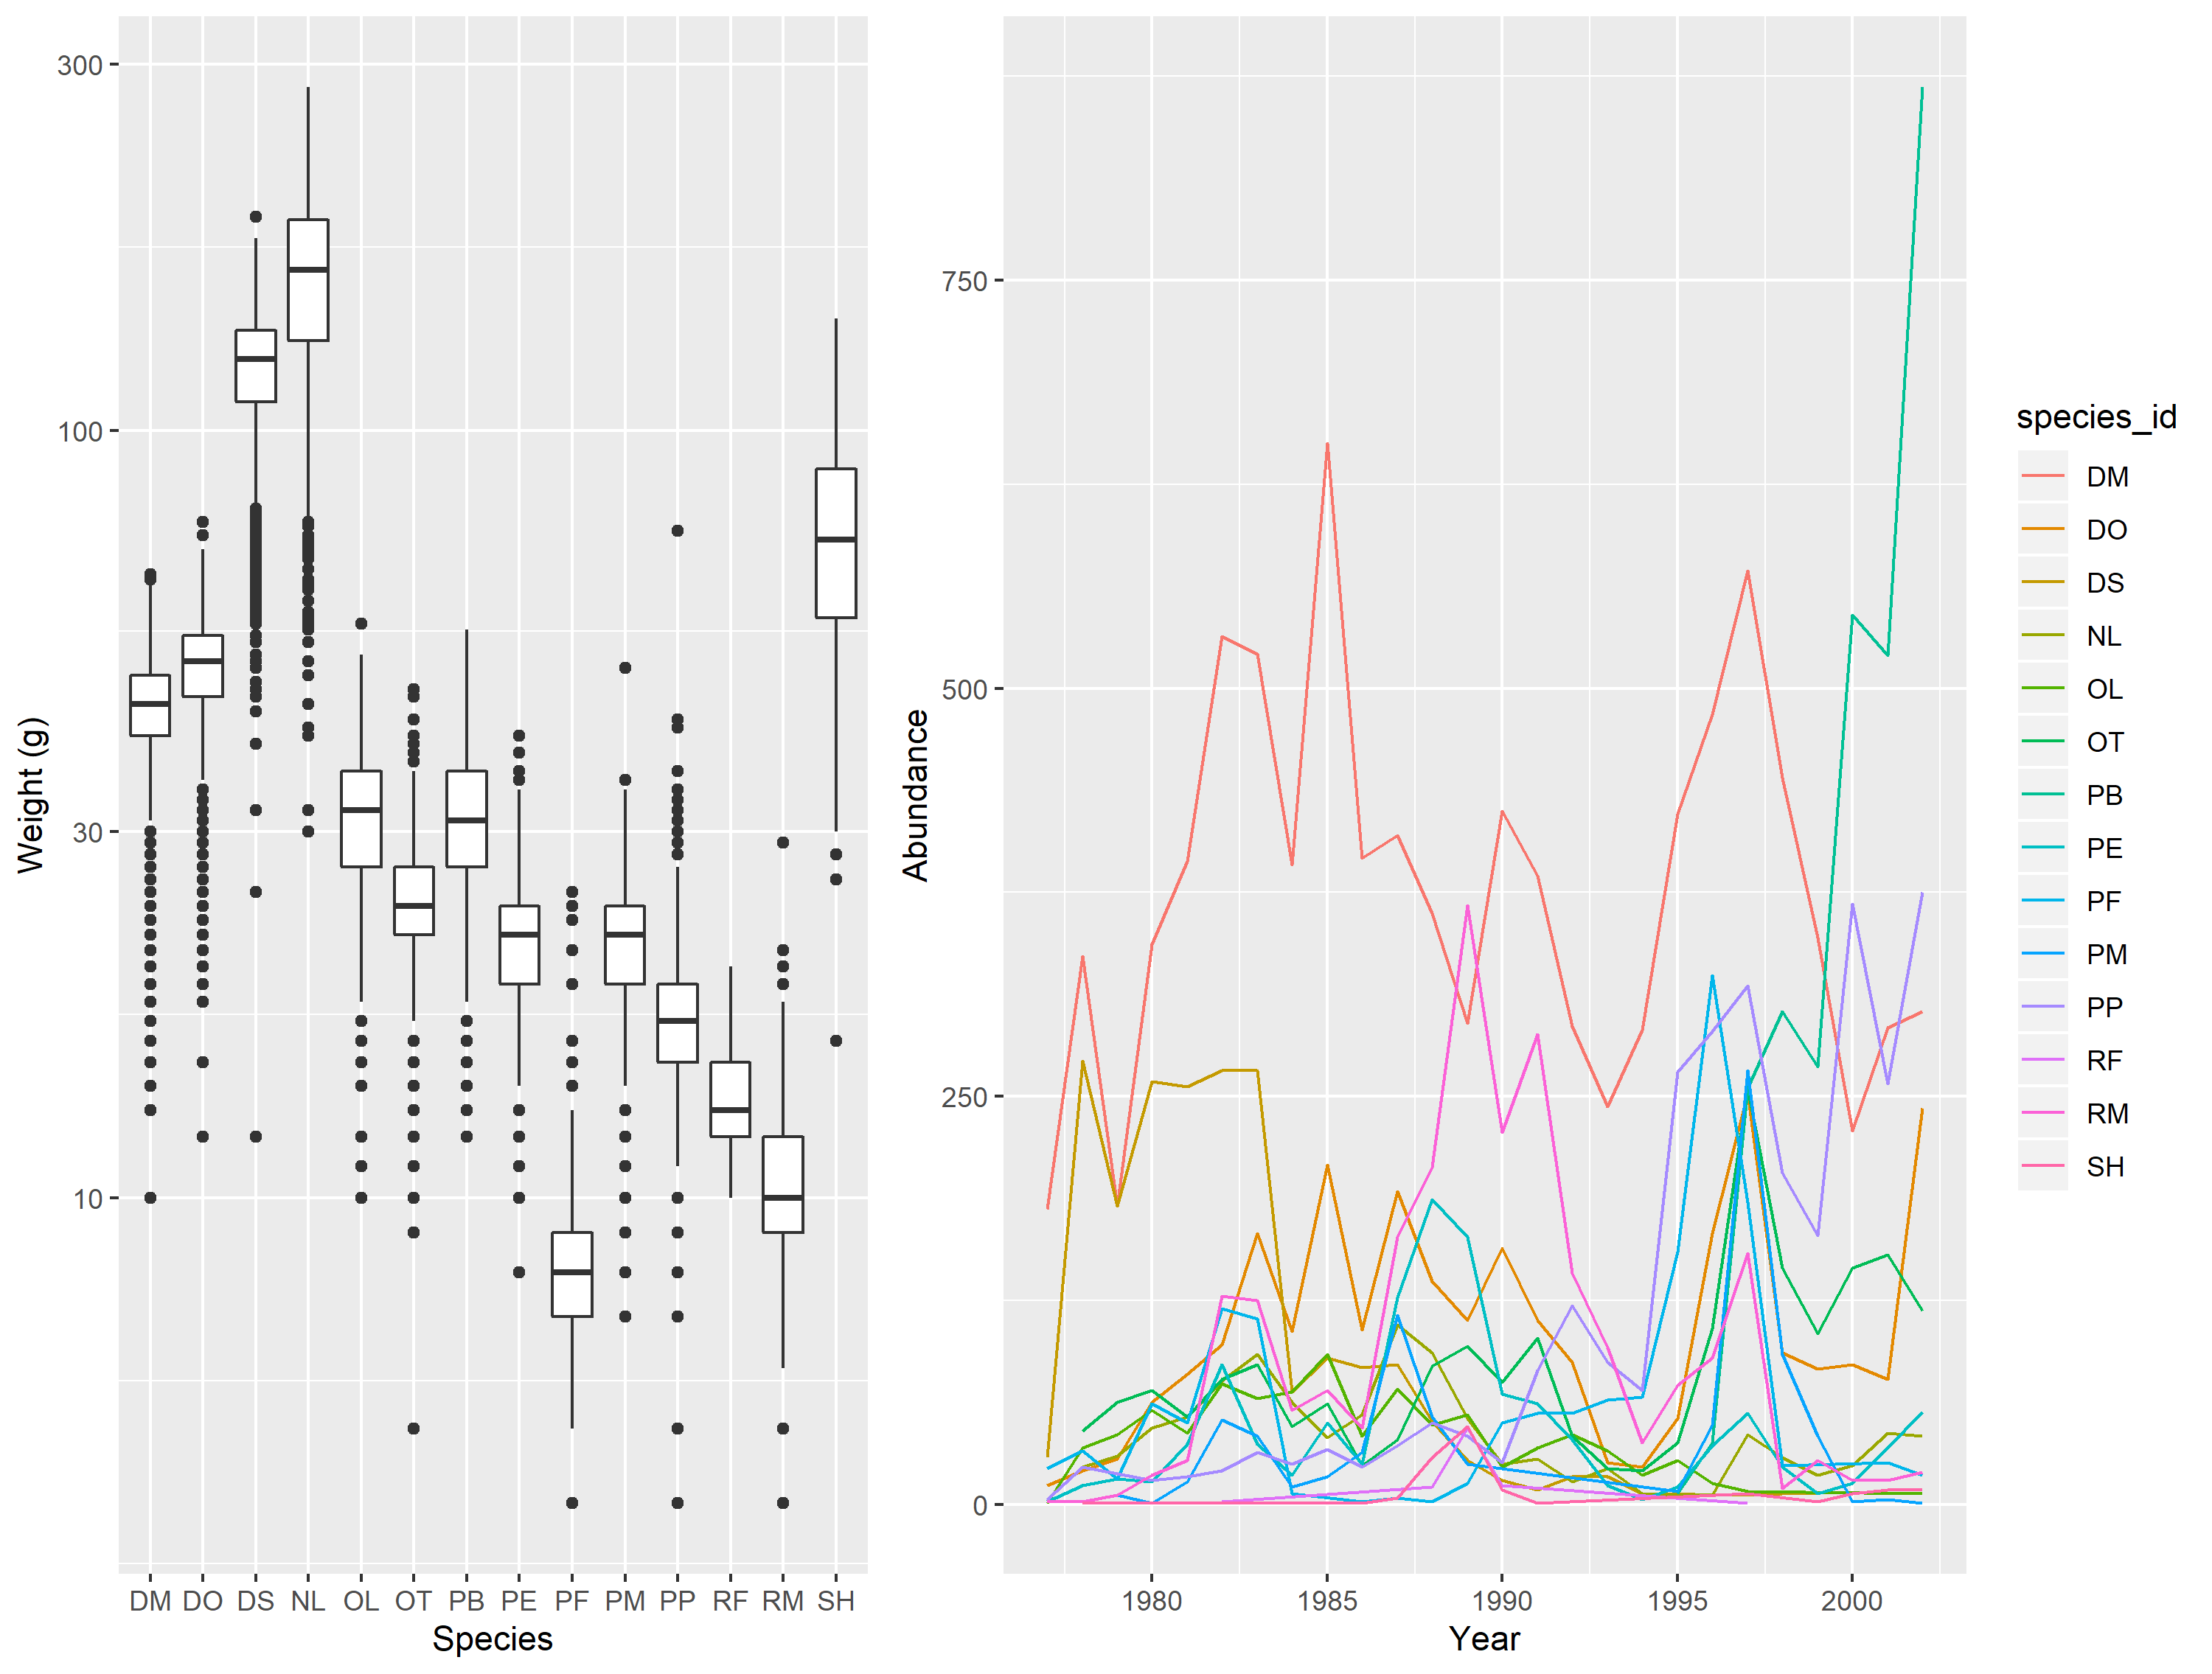 300
100
30
10
Weight (g)
DM DO DS NL OL OT PB PE PF PM PP RF RM SH
Species
750
500
250
0
Abundance
1980 1985 1990 1995 2000
Year
species_id
DM
DO
DS
NL
OL
OT
PB
PE
PF
PM
PP
RF
RM
SH